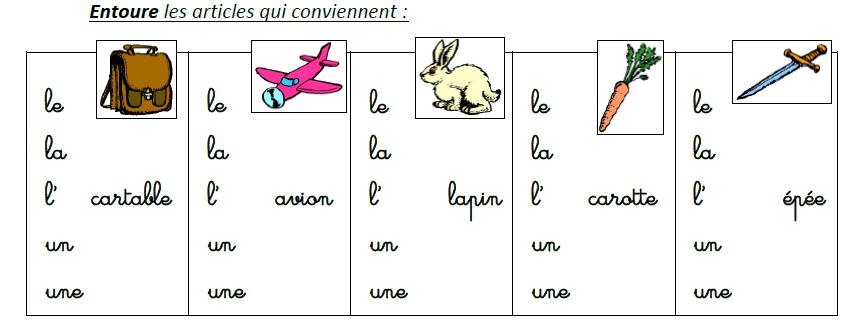 Entoure les articles qui conviennent :
le le le le le
la la la la la
l' cartable l' avion l' lapin l' carotte l' épée
un un un un un
une une une une une